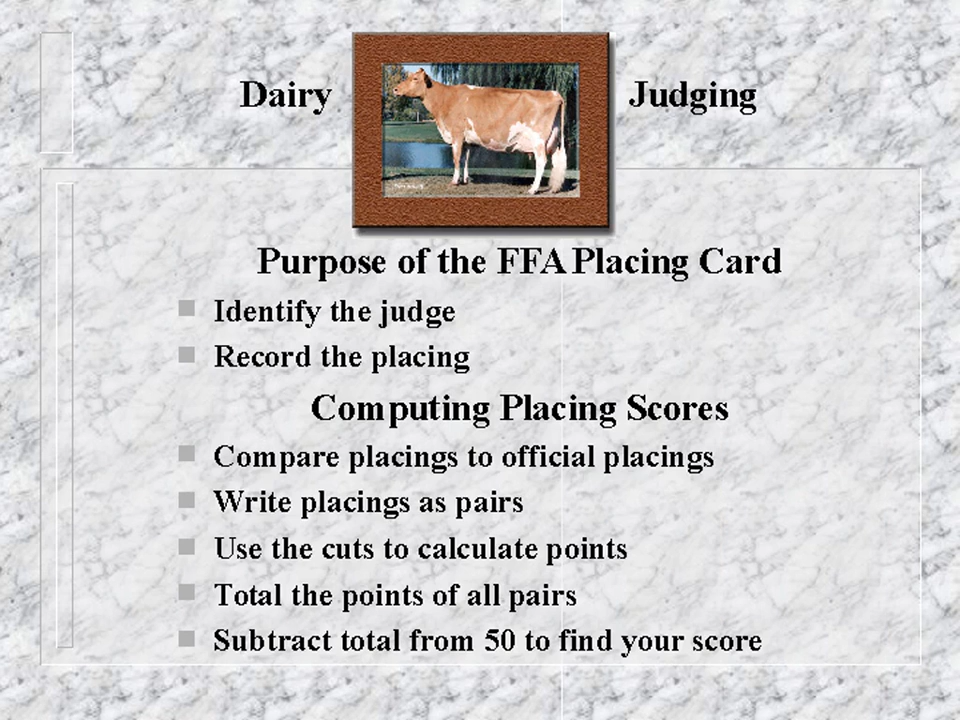 Dairy Judging
Purpose of the FFA Placing Card
Identify the judge
Record the placing
Computing Placing Scores
Compare placings to official placings
Write placings as pairs
Use the cuts to calculate points
Total the points of all pairs
Subtract total from 50 to find your score